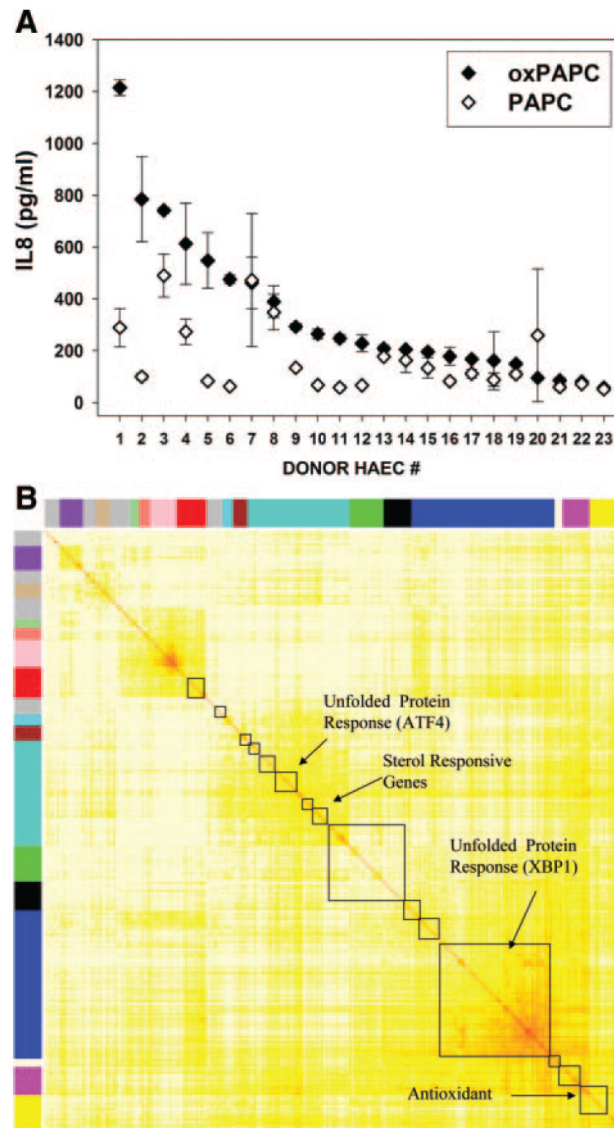 A
1400
1200
1000
800
600
400
200
0
IL8 (pg/ml)
oxPAPC
PAPC
1 2 3 4 5 6 7 8 9 10 11 12 13 14 15 16 17 18 19 20 21 22 23
DONOR HAEC #
B
Unfolded Protein
Response (ATF4)
Sterol Responsive
Genes
Unfolded Protein
Response (XBP1)
Antioxidant